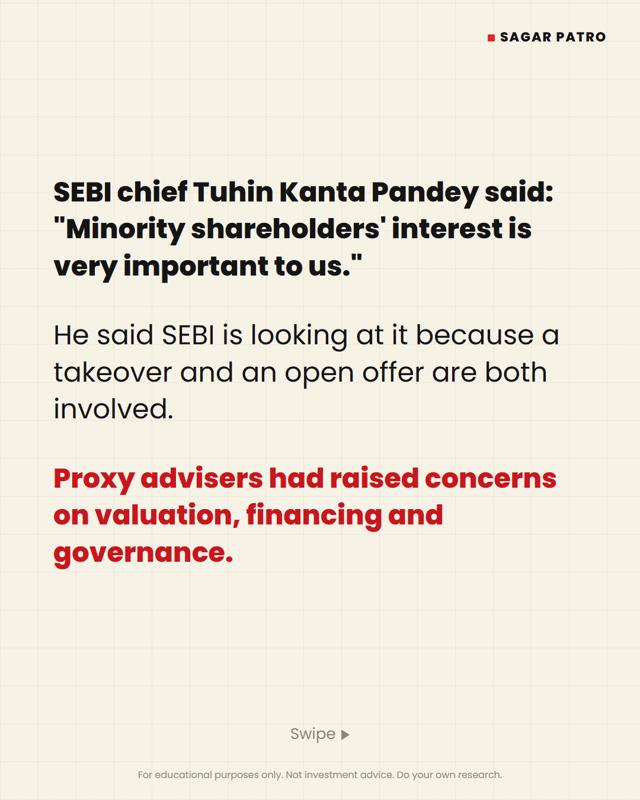 SAGAR PATRO
SEBI chief Tuhin Kanta Pandey said:
"Minority shareholders' interest is
very important to us."
He said SEBI is looking at it because a
takeover and an open offer are both
involved.
Proxy advisers had raised concerns
on valuation, financing and
governance.
Swipe ▶
For educational purposes only. Not investment advice. Do your own research.